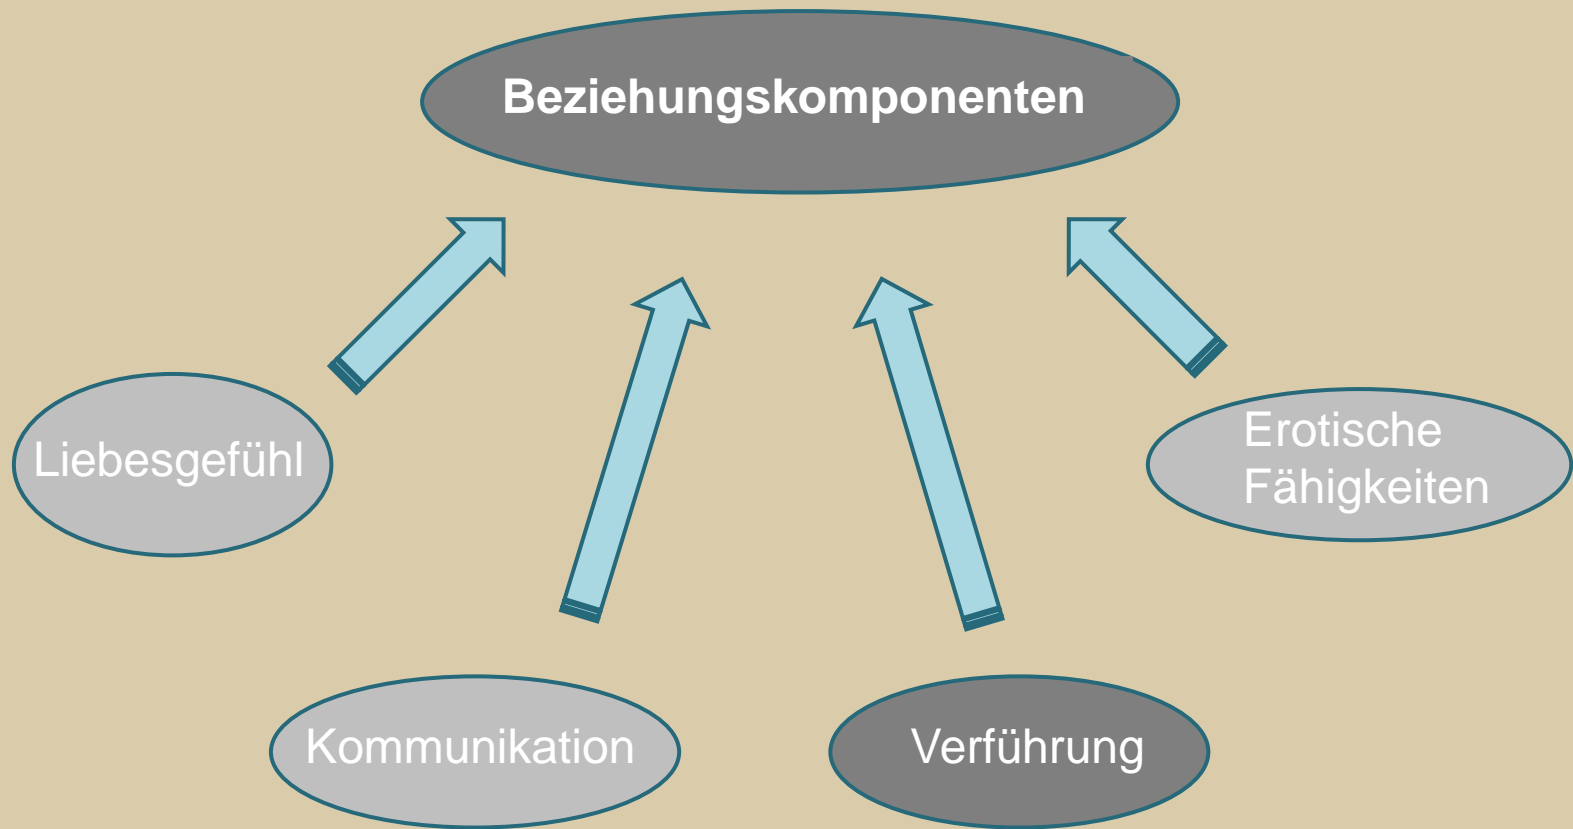 Beziehungskomponenten
Liebesgefühl
Erotische
Fähigkeiten
Kommunikation
Verführung